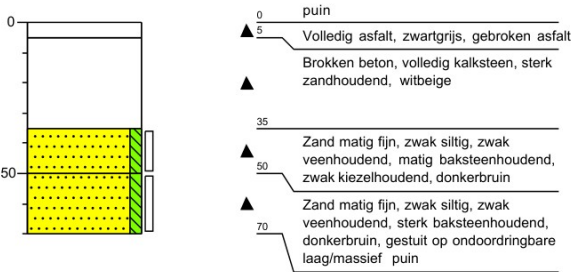 0
50
0
puin
5
Volledig asfalt, zwartgrijs, gebroken asfalt
Brokken beton, volledig kalksteen, sterk
zandhoudend, witbeige
35
Zand matig fijn, zwak siltig, zwak
veenhoudend, matig baksteenhoudend,
zwak kiezelhoudend, donkerbruin
50
Zand matig fijn, zwak siltig, zwak
veenhoudend, sterk baksteenhoudend,
donkerbruin, gestuit op ondoordringbare
laag/massief puin
70